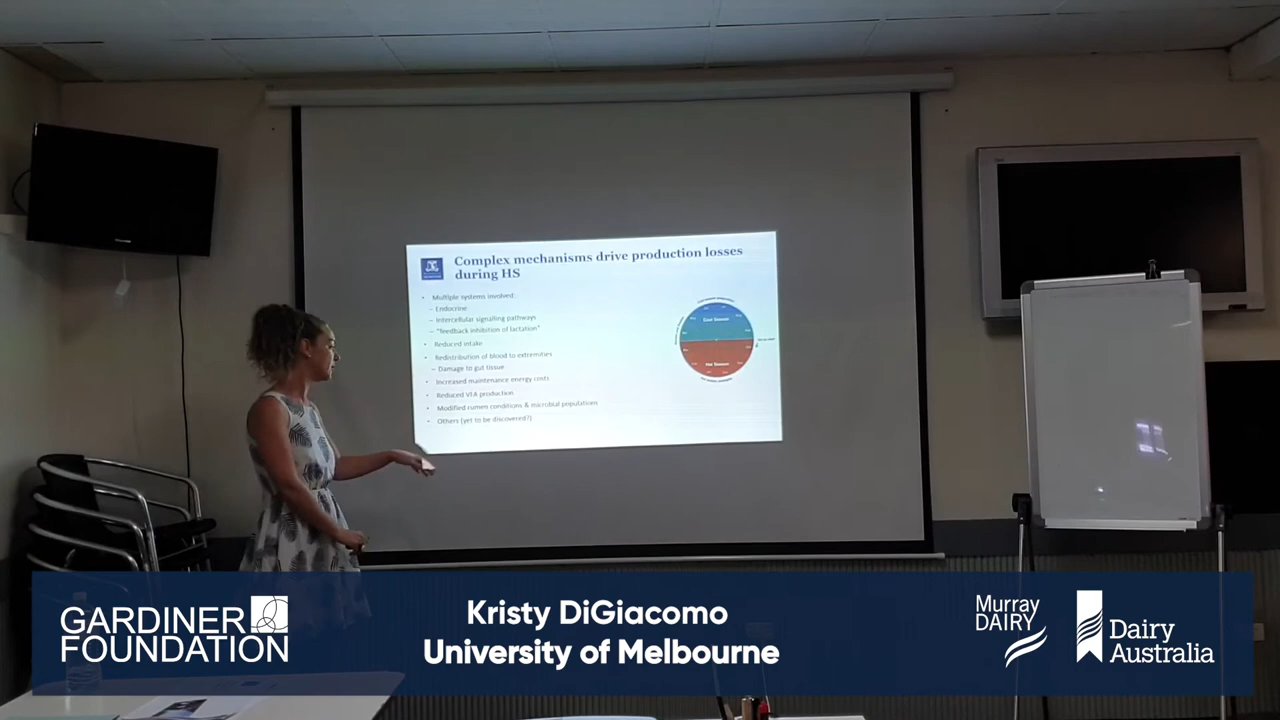 Complex mechanisms drive production losses
during HS
• Multiple systems involved:
– Endocrine
– Intercellular signalling pathways
– "feedback inhibition of lactation"
• Reduced intake
• Redistribution of blood to extremities
– Damage to gut tissue
• Increased maintenance energy costs
• Reduced VFA production
• Modified rumen conditions & microbial populations
• Others (yet to be discovered?)
Cool Season
Hot Season
GARDINER
FOUNDATION
Kristy DiGiacomo
University of Melbourne
Murray
DAIRY
Dairy
Australia